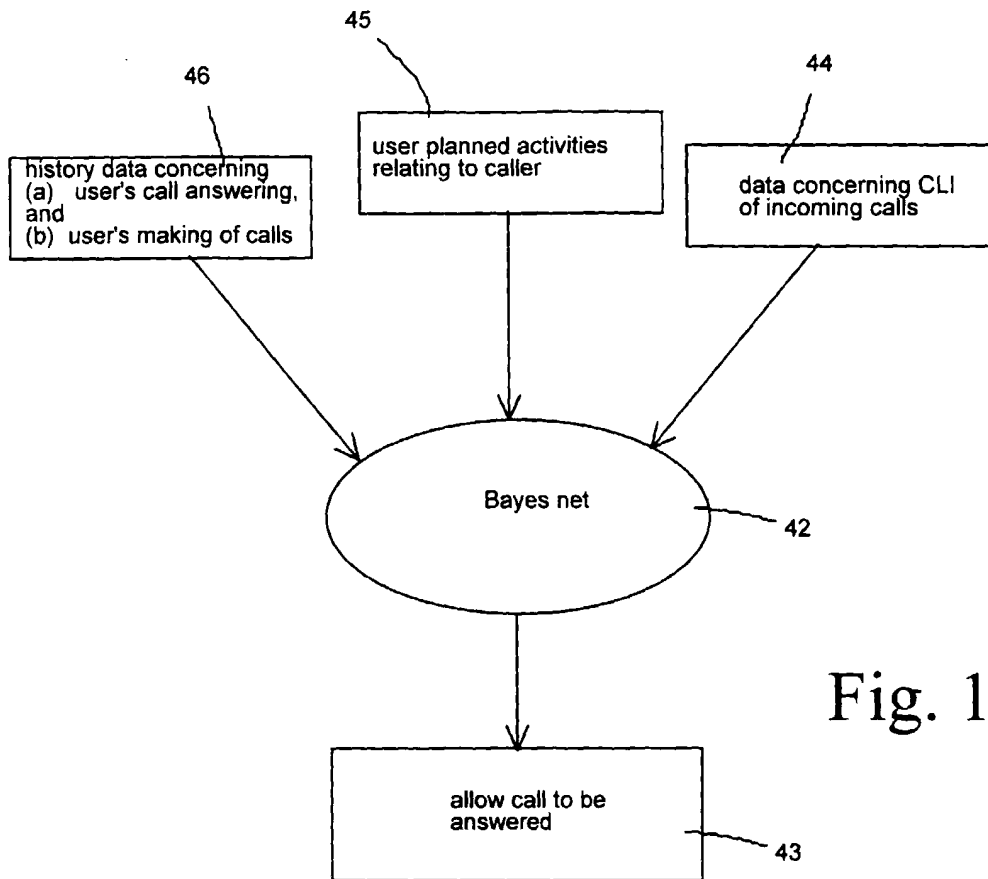 45
46
44
history data concerning
(a) user's call answering,
and
(b) user's making of calls
user planned activities
relating to caller
data concerning CLI
of incoming calls
Bayes net
42
Fig. 1
allow call to be
answered
43